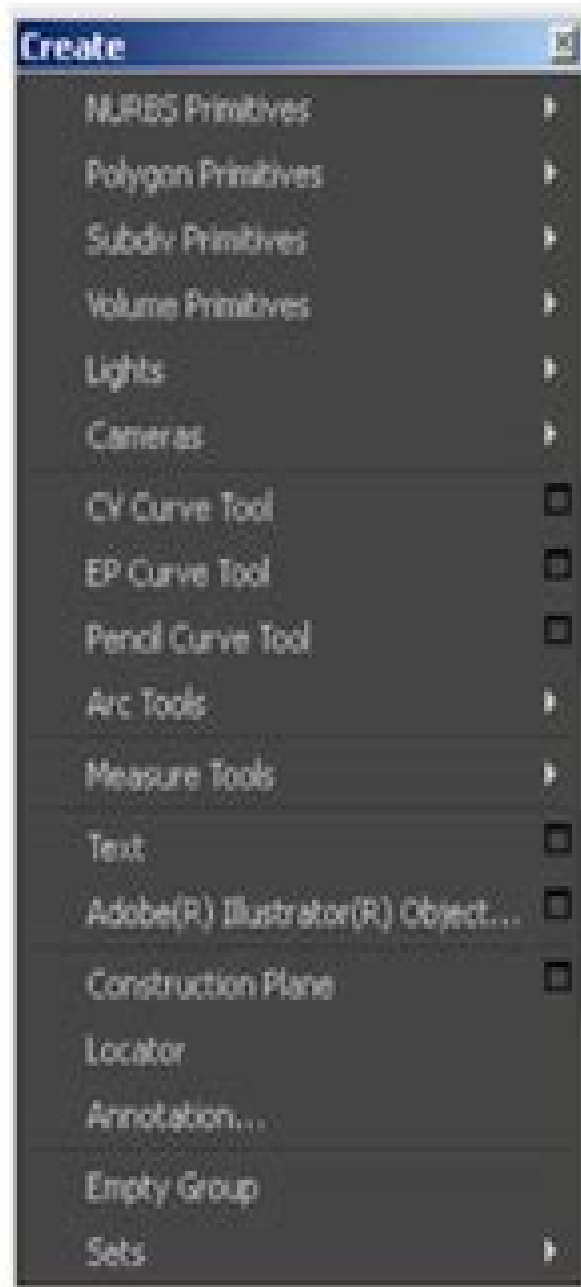 Create
NURBS Primitives
Polygon Primitives
Subdiv Primitives
Volume Primitives
Lights
Cameras
CV Curve Tool
EP Curve Tool
Pencil Curve Tool
Arc Tools
Measure Tools
Text
Adobe(R) Illustrator(R) Object...
Construction Plane
Locator
Annotation...
Empty Group
Sets